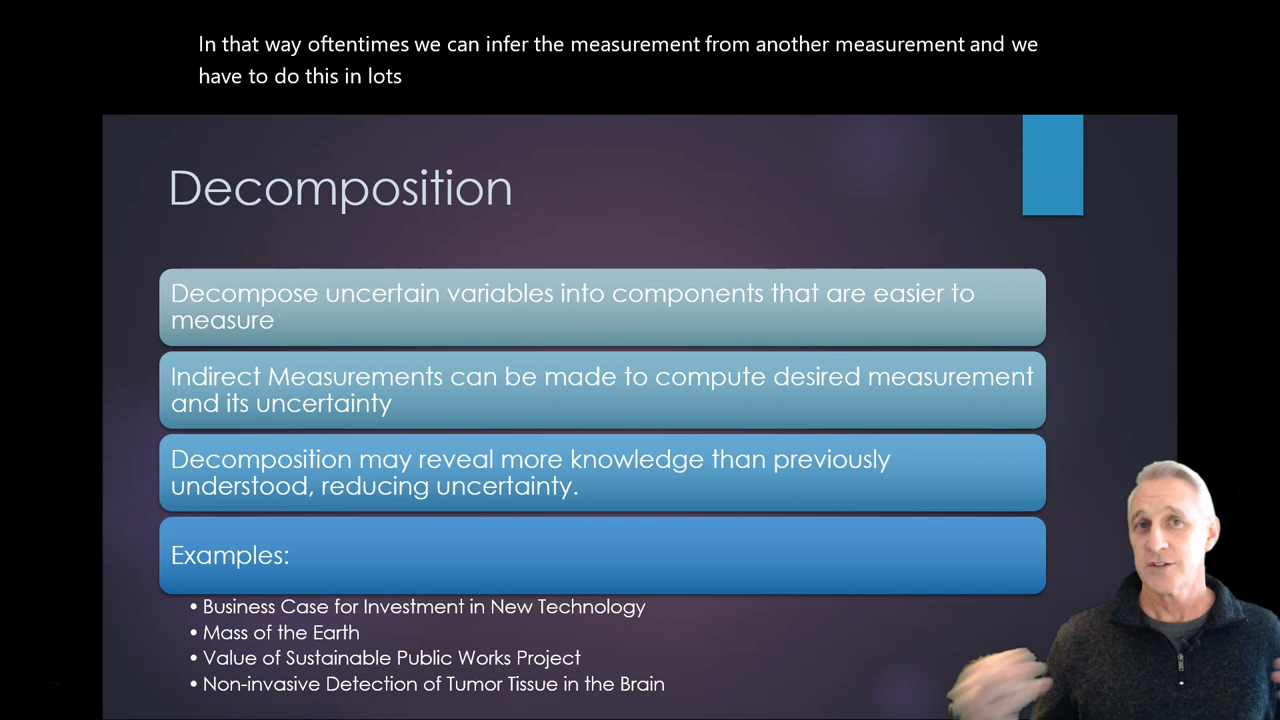 In that way oftentimes we can infer the measurement from another measurement and we
have to do this in lots
Decomposition
Decompose uncertain variables into components that are easier to
measure
Indirect Measurements can be made to compute desired measurement
and its uncertainty
Decomposition may reveal more knowledge than previously
understood, reducing uncertainty.
Examples:
• Business Case for Investment in New Technology
• Mass of the Earth
• Value of Sustainable Public Works Project
• Non-invasive Detection of Tumor Tissue in the Brain